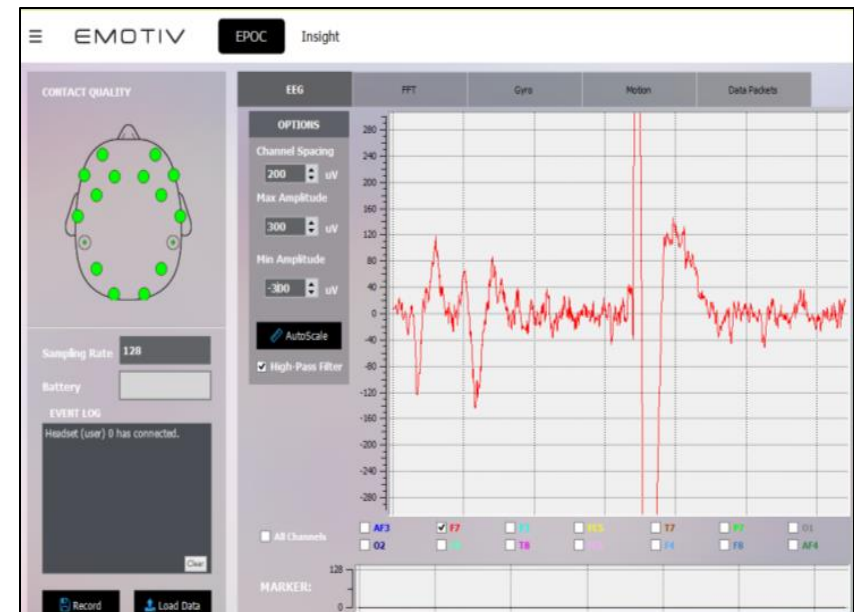 ≡ EMOTIV EPOC Insight
CONTACT QUALITY
Sampling Rate 128
Battery
EVENT LOG
Headset (user) 0 has connected.
Clear
Record Load Data
EEG FFT Gyro Motion Data Packets
OPTIONS
Channel Spacing
200 uV
Max Amplitude
300 uV
Min Amplitude
-300 uV
AutoScale
High-Pass Filter
280
240
200
160
120
80
40
0
-40
-80
-120
-160
-200
-240
-280
All Channels
AF3 F7 F3 FC5 T7 P7 O1
O2 T8 F4 F8 AF4
MARKER:
128
0